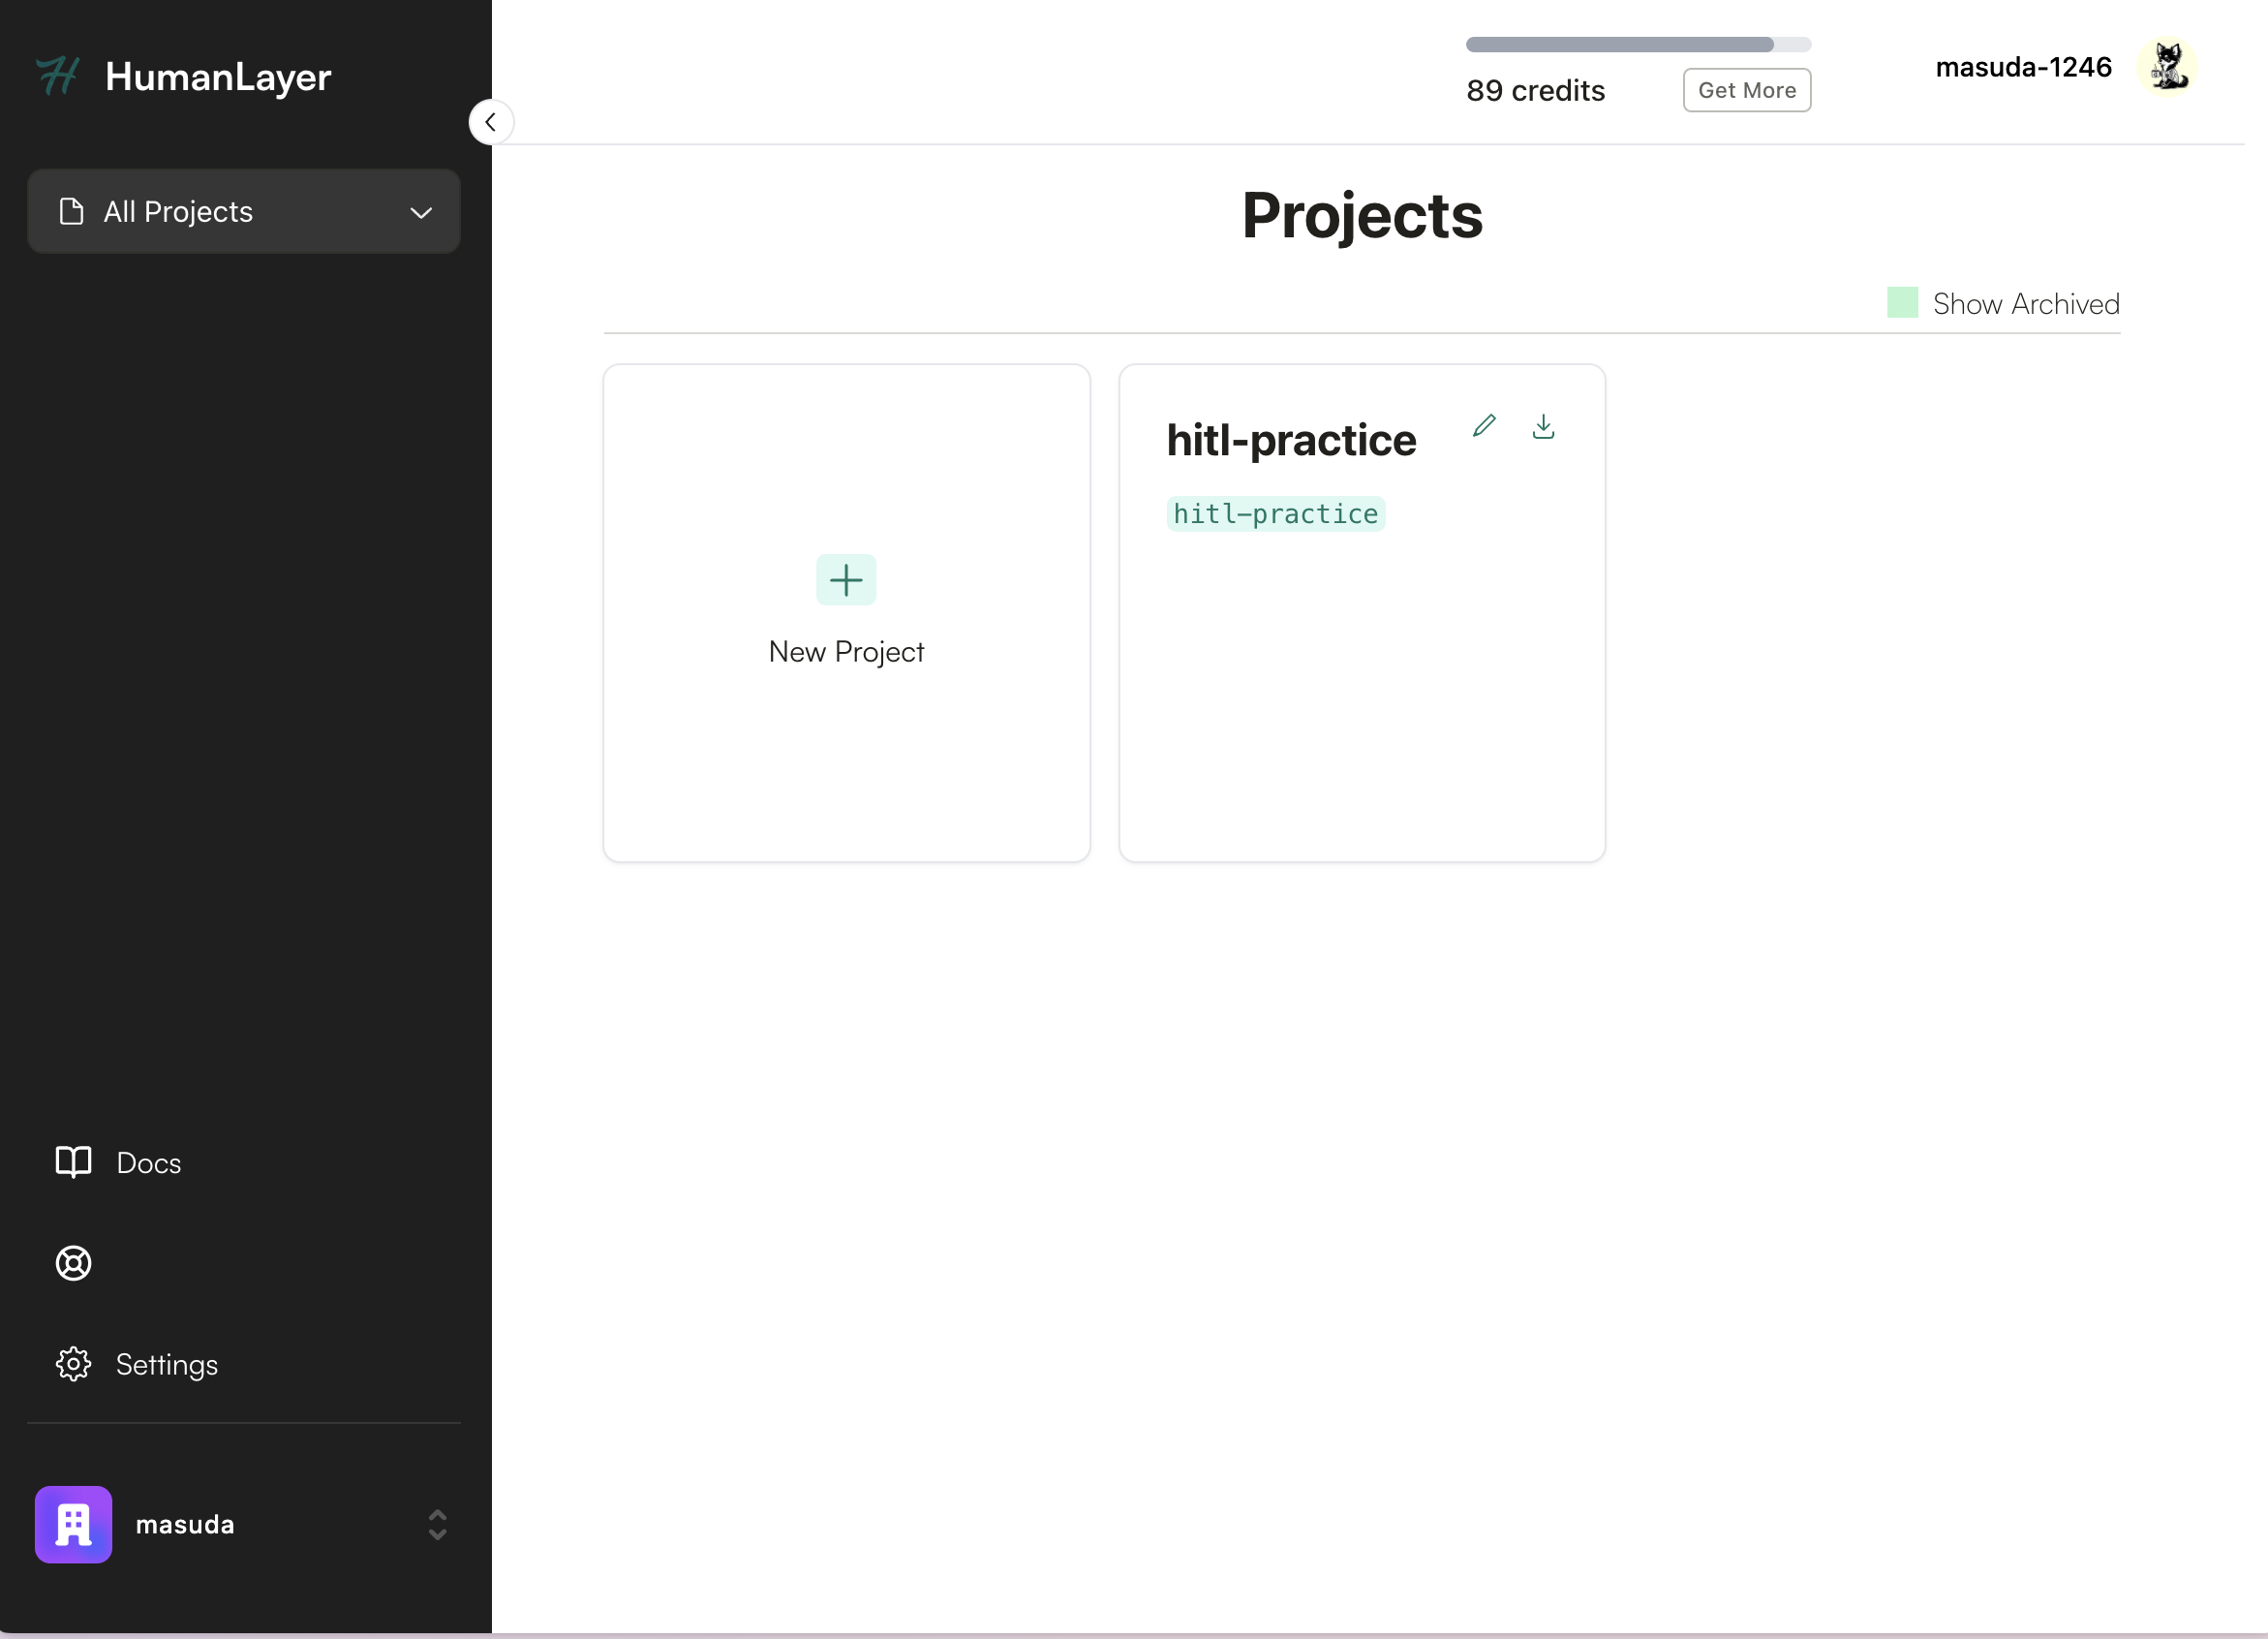 HumanLayer
All Projects
Docs
Settings
masuda
89 credits
Get More
masuda-1246
Projects
Show Archived
New Project
hitl-practice
hitl-practice